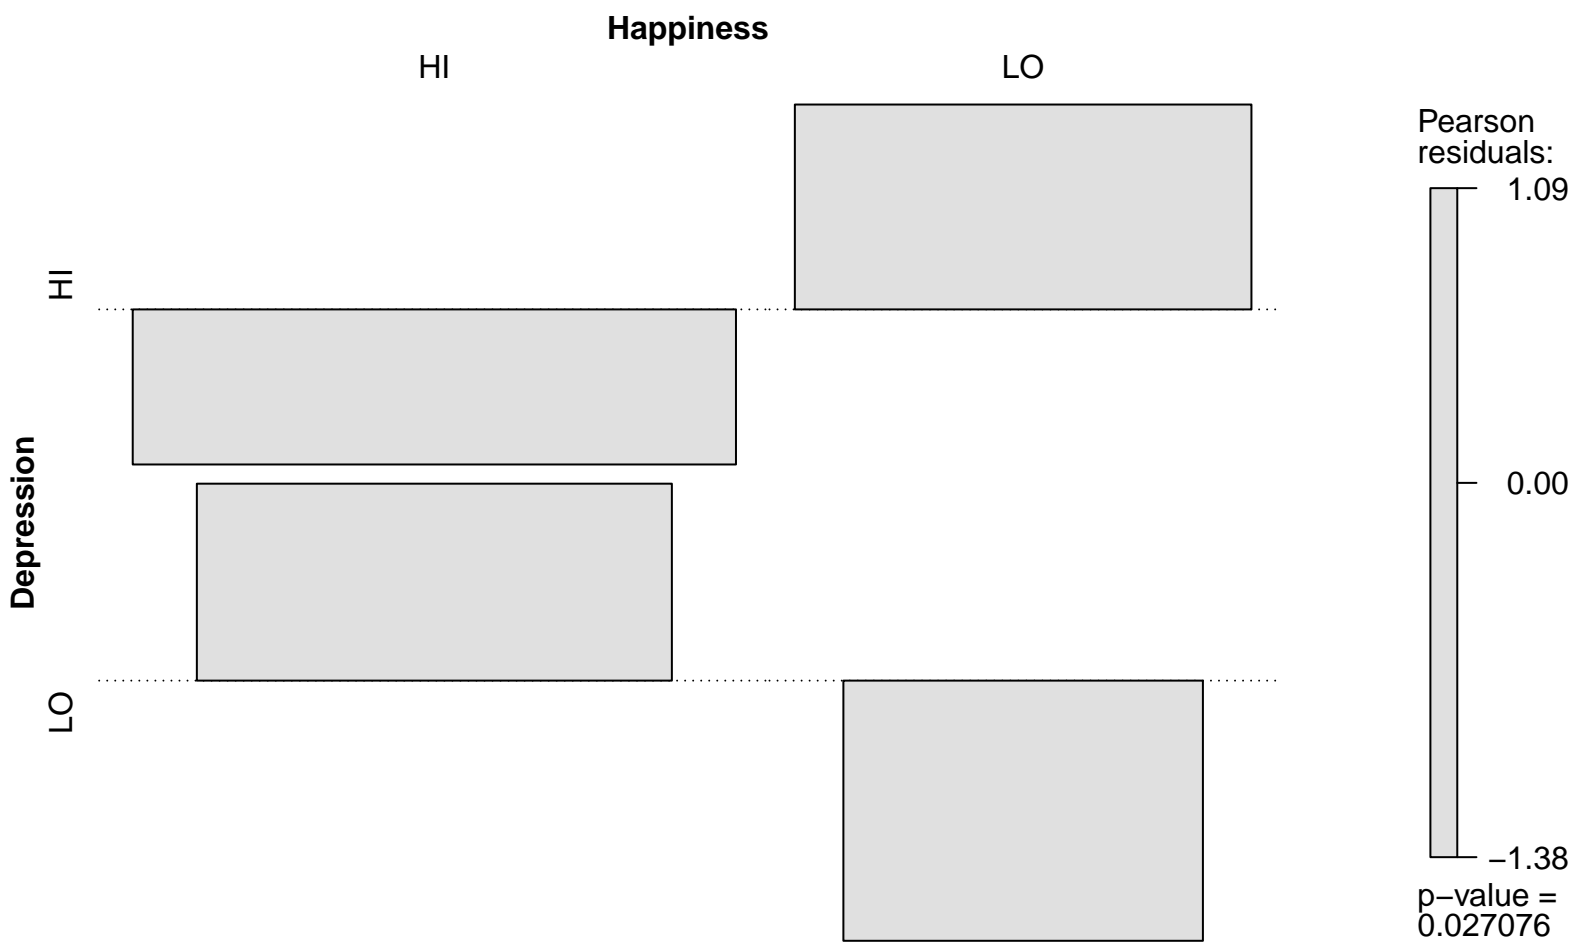 Happiness
HI
LO
Depression
HI
LO
Pearson
residuals:
1.09
0.00
−1.38
p−value =
0.027076